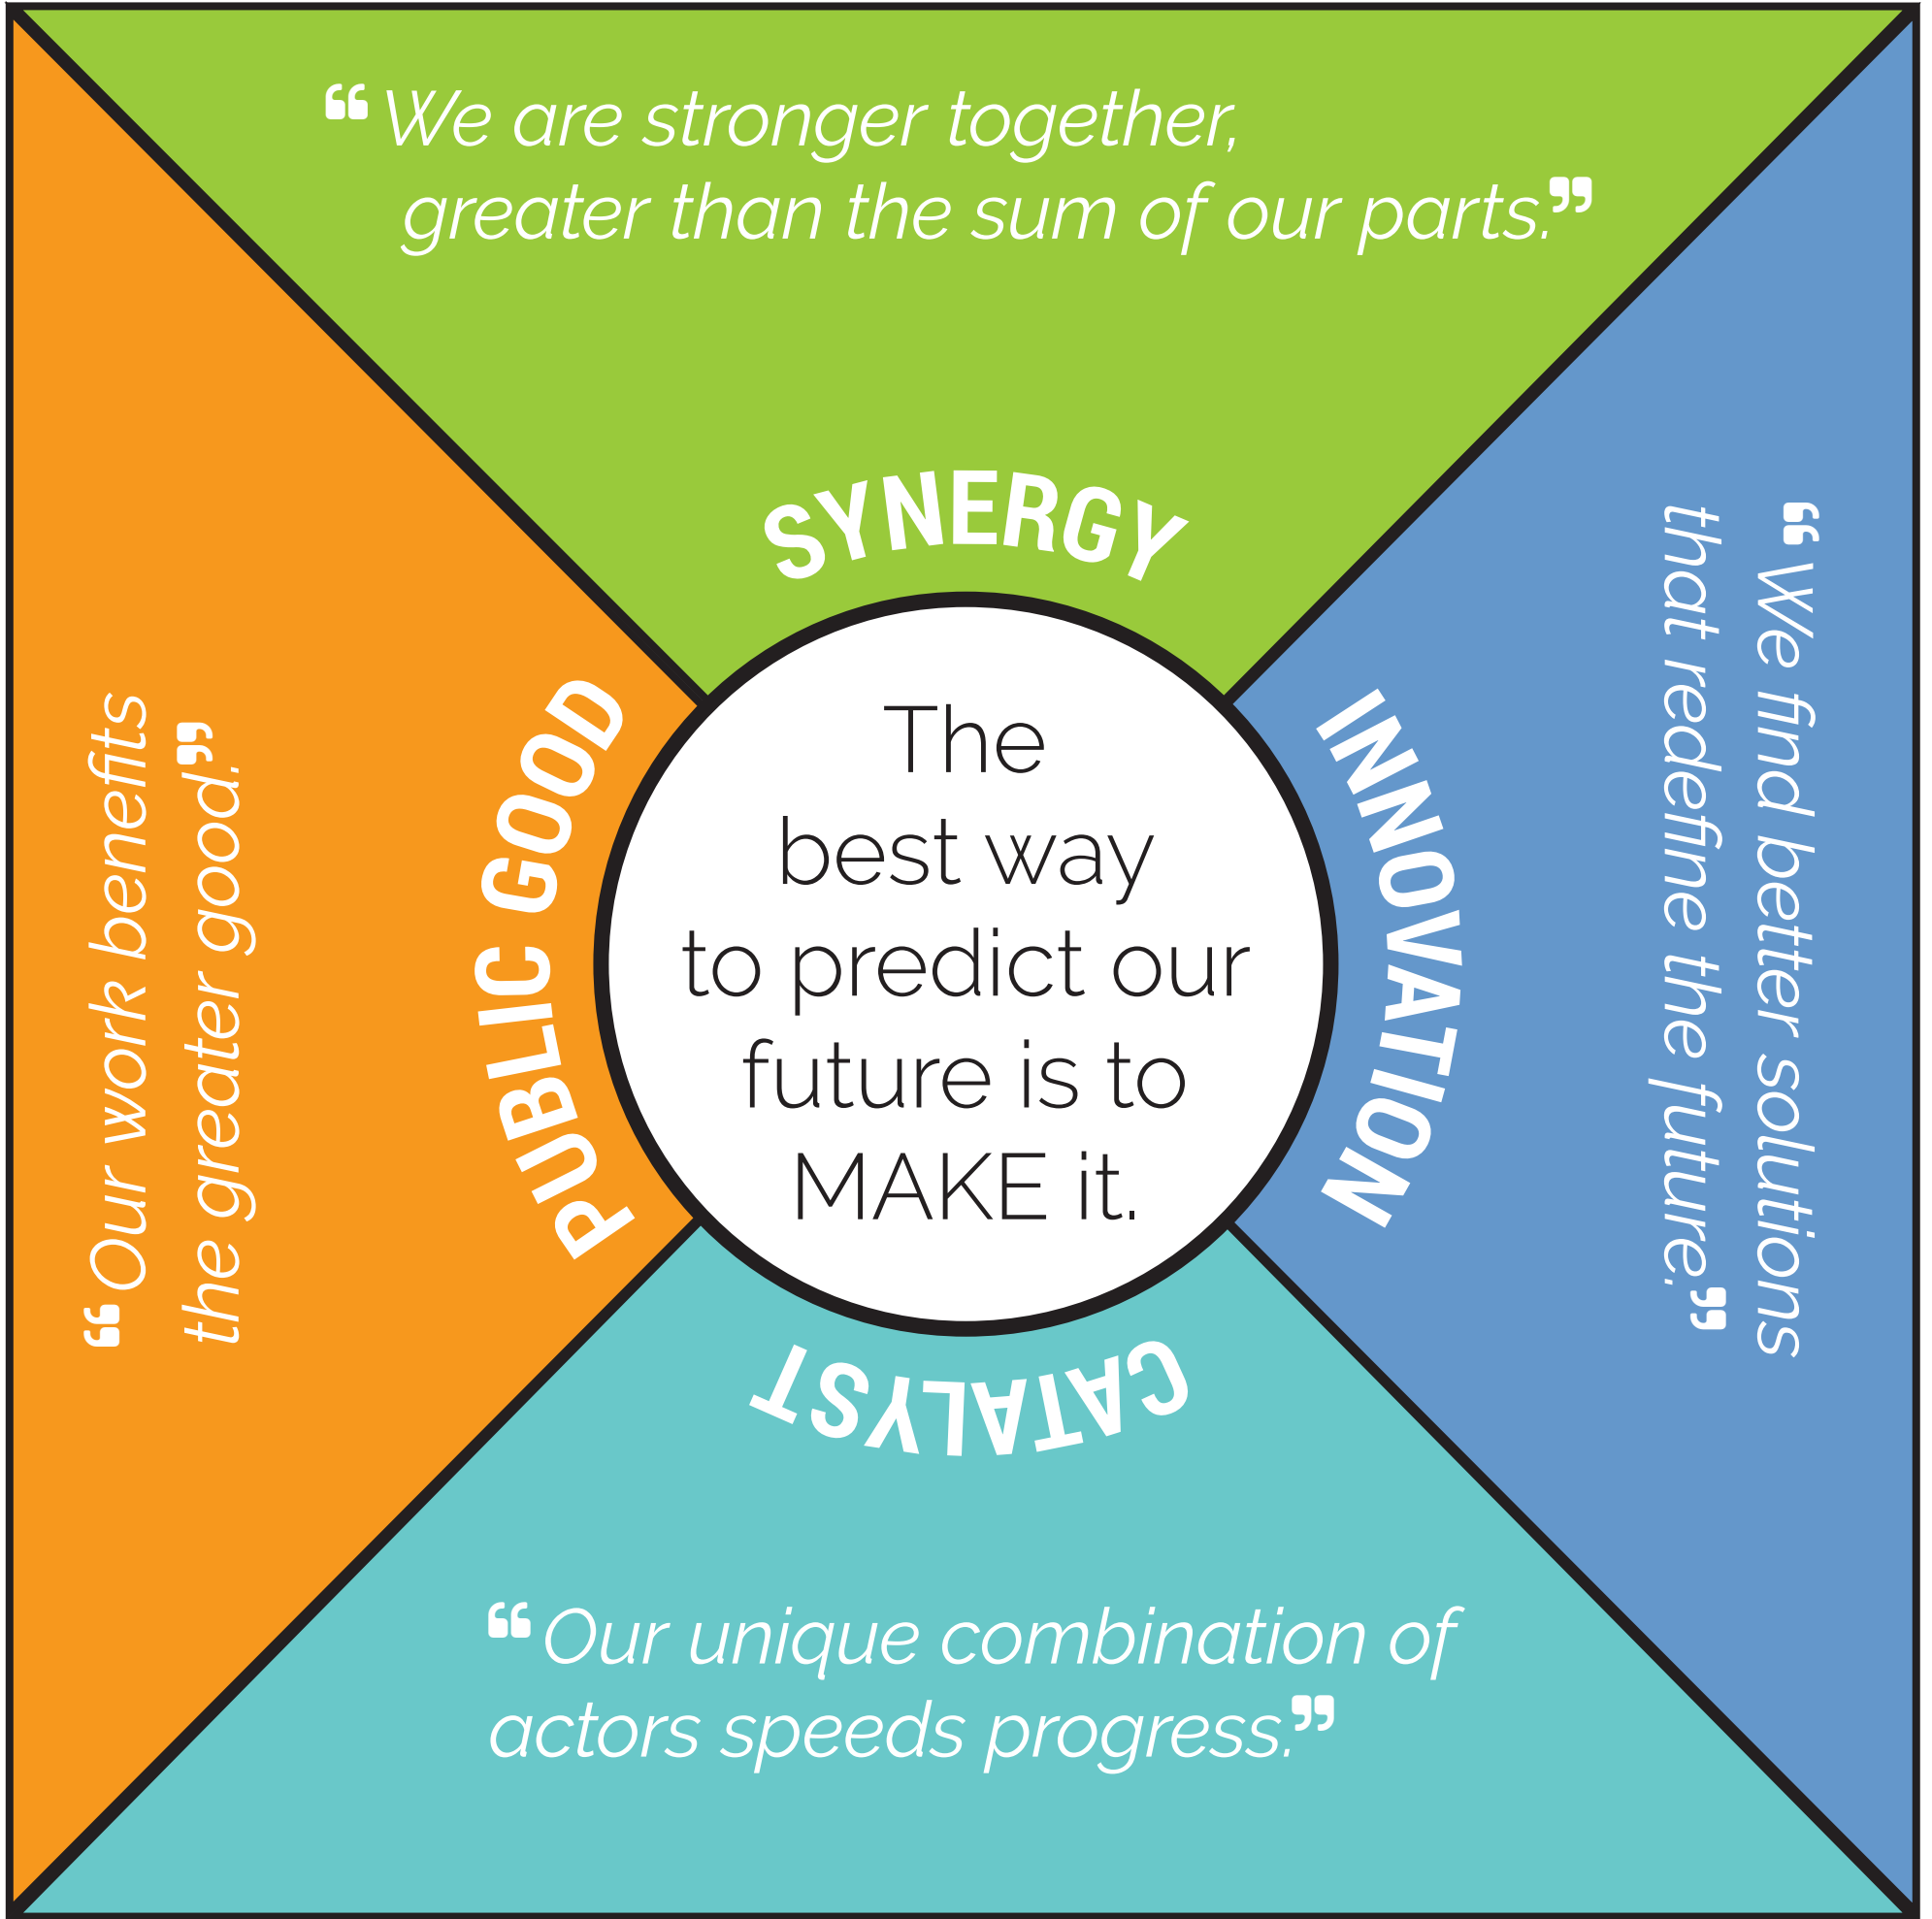 “ We are stronger together,
greater than the sum of our parts.”
SYNERGY
“ We find better solutions
that redefine the future.”
INNOVATION
“Our unique combination of
actors speeds progress.”
CATALYST
“ Our work benefits
the greater good.”
PUBLIC GOOD
The
best way
to predict our
future is to
MAKE it.